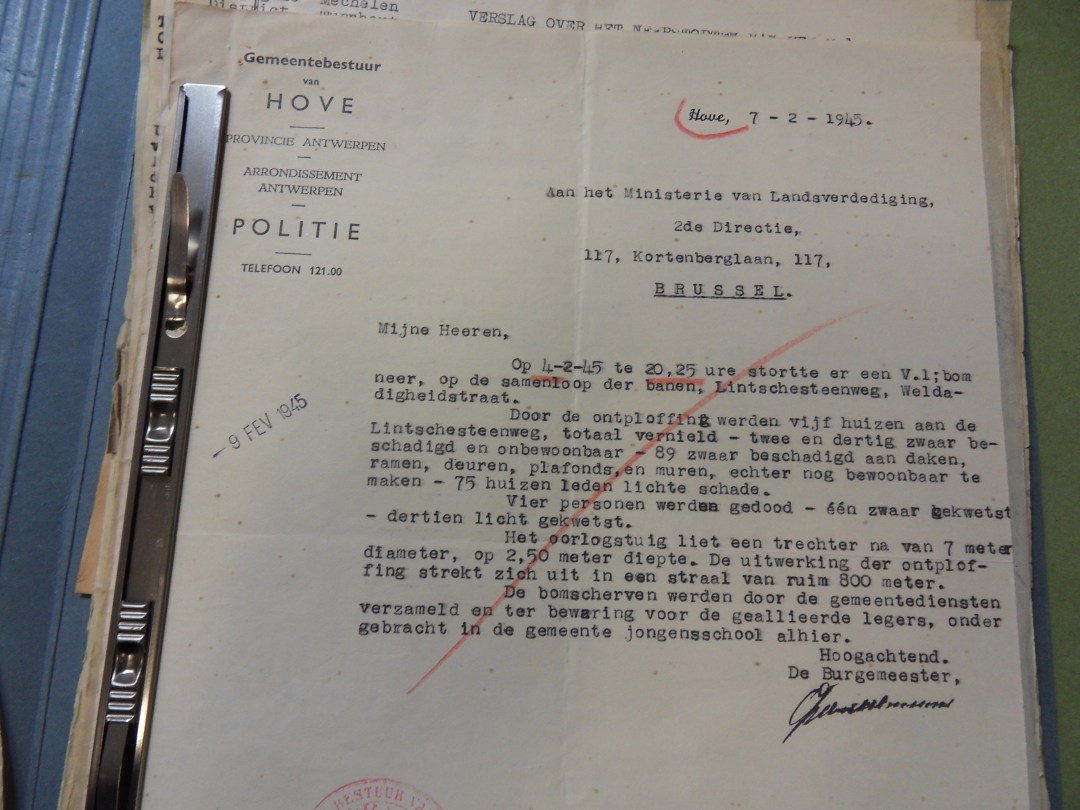 Mechelen
District
VERSLAG OVER HET
Gemeentebestuur
van
HOVE
PROVINCIE ANTWERPEN
ARRONDISSEMENT
ANTWERPEN
POLITIE
TELEFOON 121.00
Hove, 7 - 2 - 1945.
Aan het Ministerie van Landsverdediging,
2de Directie,
117, Kortenberglaan, 117,
BRUSSEL.
- 9 FEV 1945
Mijne Heeren,
Op 4-2-45 te 20,25 ure stortte er een V.1;bom
neer, op de samenloop der banen, Lintschesteenweg, Welda-
digheidstraat.
Door de ontploffing werden vijf huizen aan de
Lintschesteenweg, totaal vernield - twee en dertig zwaar be-
schadigd en onbewoonbaar - 89 zwaar beschadigd aan daken,
ramen, deuren, plafonds,en muren, echter nog bewoonbaar te
maken - 75 huizen leden lichte schade.
Vier personen werden gedood - één zwaar gekwetst
- dertien licht gekwetst.
Het oorlogstuig liet een trechter na van 7 meter
diameter, op 2,50 meter diepte. De uitwerking der ontplof-
fing strekt zich uit in een straal van ruim 800 meter.
De bomscherven werden door de gemeentediensten
verzameld en ter bewaring voor de geallieerde legers, onder
gebracht in de gemeente jongensschool alhier.
Hoogachtend.
De Burgemeester,
BESTUUR VA